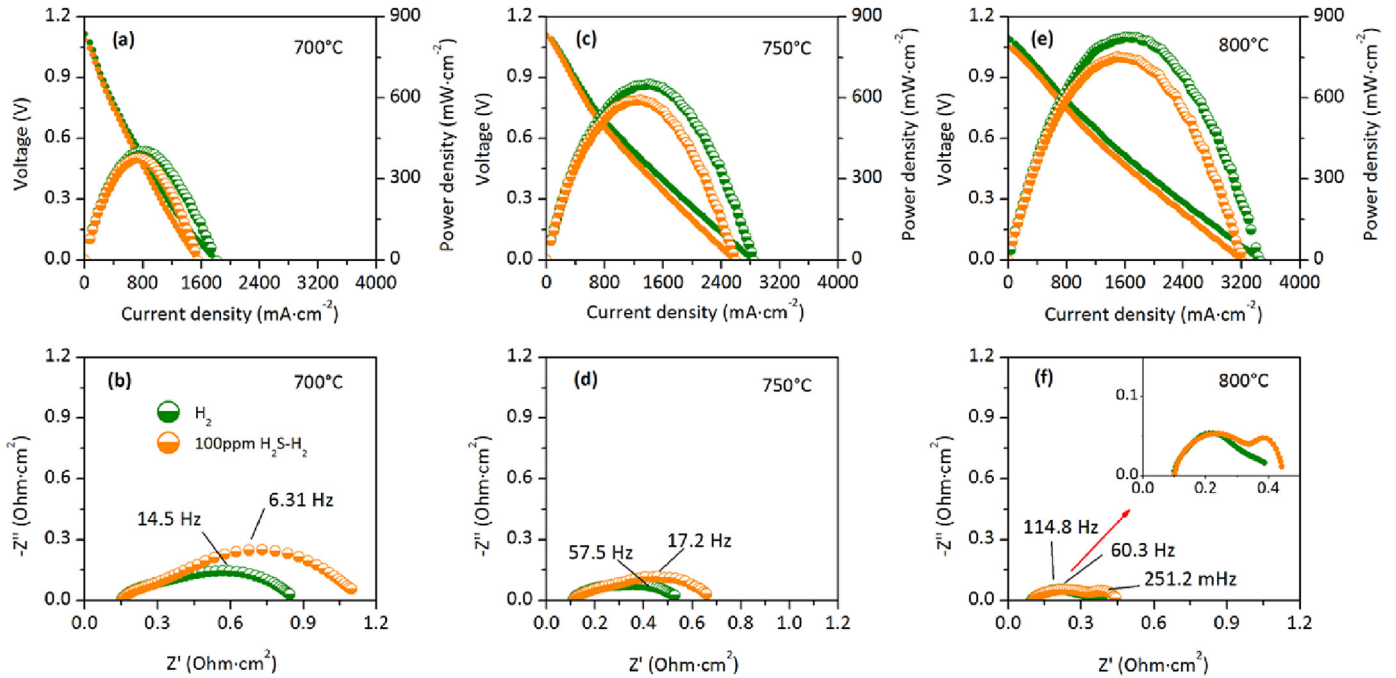 (a) 700°C
1.2 0.9 0.6 0.3 0.0
Voltage (V)
900 600 300 0
Power density (mW·cm⁻²)
0 800 1600 2400 3200 4000
Current density (mA·cm⁻²)
(c) 750°C
1.2 0.9 0.6 0.3 0.0
Voltage (V)
900 600 300 0
Power density (mW·cm⁻²)
0 800 1600 2400 3200 4000
Current density (mA·cm⁻²)
(e) 800°C
1.2 0.9 0.6 0.3 0.0
Voltage (V)
900 600 300 0
Power density (mW·cm⁻²)
0 800 1600 2400 3200 4000
Current density (mA·cm⁻²)
(b) 700°C
H₂
100ppm H₂S-H₂
14.5 Hz
6.31 Hz
1.2 0.9 0.6 0.3 0.0
-Z'' (Ohm·cm²)
0.0 0.3 0.6 0.9 1.2
Z' (Ohm·cm²)
(d) 750°C
57.5 Hz
17.2 Hz
1.2 0.9 0.6 0.3 0.0
-Z'' (Ohm·cm²)
0.0 0.2 0.4 0.6 0.8 1.0 1.2
Z' (Ohm·cm²)
(f) 800°C
0.1
0.0
0.0 0.2 0.4
114.8 Hz
60.3 Hz
251.2 mHz
1.2 0.9 0.6 0.3 0.0
-Z'' (Ohm·cm²)
0.0 0.3 0.6 0.9 1.2
Z' (Ohm·cm²)